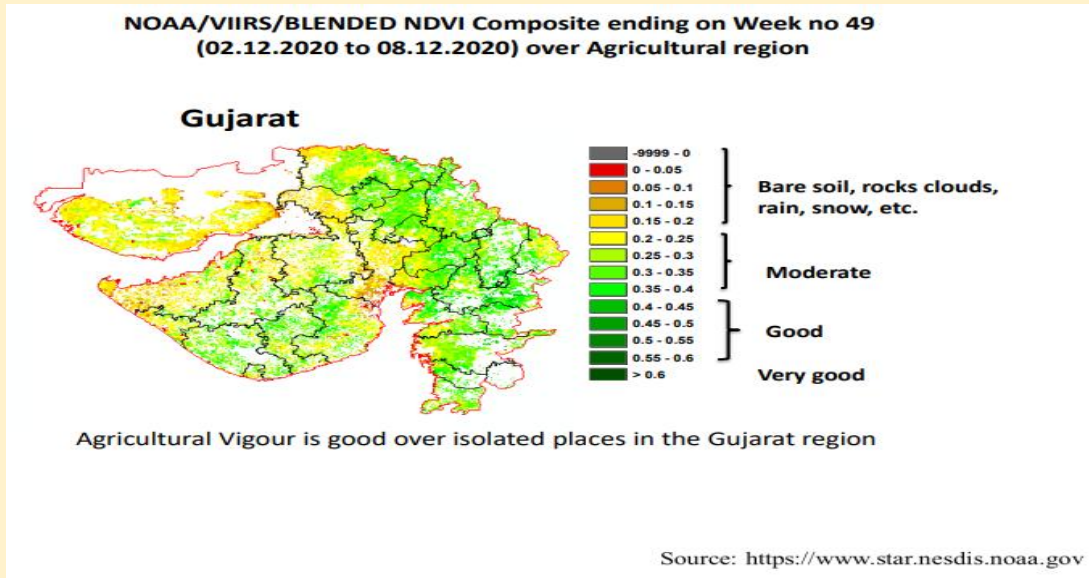 NOAA/VIIRS/BLENDED NDVI Composite ending on Week no 49
(02.12.2020 to 08.12.2020) over Agricultural region
Gujarat
-9999 - 0
0 - 0.05
0.05 - 0.1
0.1 - 0.15
0.15 - 0.2
0.2 - 0.25
0.25 - 0.3
0.3 - 0.35
0.35 - 0.4
0.4 - 0.45
0.45 - 0.5
0.5 - 0.55
0.55 - 0.6
> 0.6
Bare soil, rocks clouds,
rain, snow, etc.
Moderate
Good
Very good
Agricultural Vigour is good over isolated places in the Gujarat region
Source: https://www.star.nesdis.noaa.gov